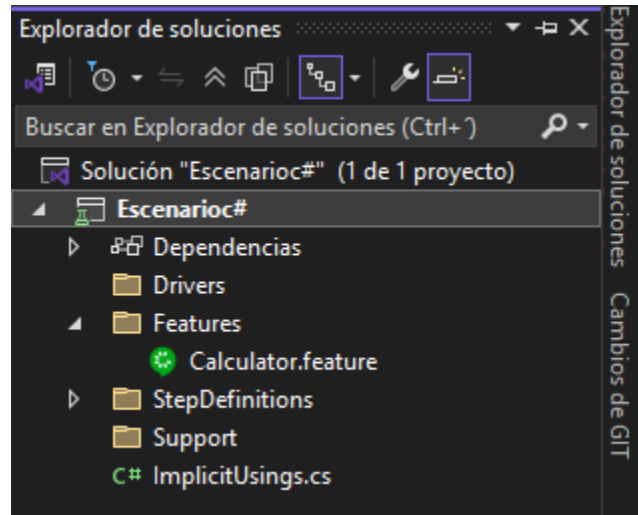 Explorador de soluciones
Buscar en Explorador de soluciones (Ctrl+´)
Solución "Escenarioc#" (1 de 1 proyecto)
Escenarioc#
Dependencias
Drivers
Features
Calculator.feature
StepDefinitions
Support
C# ImplicitUsings.cs
Explorador de soluciones
Cambios de GIT